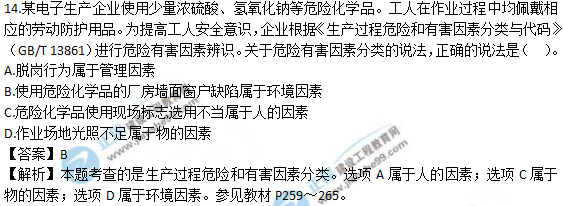 14.某电子生产企业使用少量浓硫酸、氢氧化钠等危险化学品。工人在作业过程中均佩戴相
应的劳动防护用品。为提高工人安全意识，企业根据《生产过程危险和有害因素分类与代码》
（GB/T 13861）进行危险有害因素辨识。关于危险有害因素分类的说法，正确的说法是（ ）。
A.脱岗行为属于管理因素
B.使用危险化学品的厂房墙面窗户缺陷属于环境因素
C.危险化学品使用现场标志选用不当属于人的因素
D.作业场地光照不足属于物的因素
【答案】B
【解析】本题考查的是生产过程危险和有害因素分类。选项 A 属于人的因素；选项 C 属于
物的因素；选项 D 属于环境因素。参见教材 P259～265。